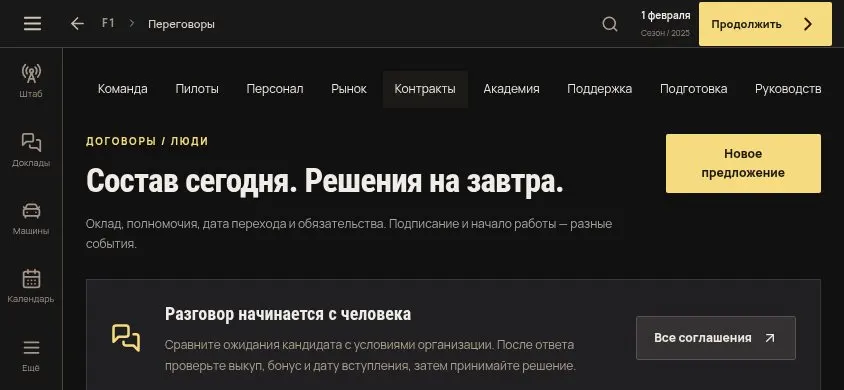 F1 > Переговоры
1 февраля
Сезон / 2025
Продолжить
Штаб
Доклады
Машины
Календарь
Ещё
Команда Пилоты Персонал Рынок Контракты Академия Поддержка Подготовка Руководств
ДОГОВОРЫ / ЛЮДИ
Состав сегодня. Решения на завтра.
Оклад, полномочия, дата перехода и обязательства. Подписание и начало работы — разные
события.
Новое
предложение
Разговор начинается с человека
Сравните ожидания кандидата с условиями организации. После ответа
проверьте выкуп, бонус и дату вступления, затем принимайте решение.
Все соглашения